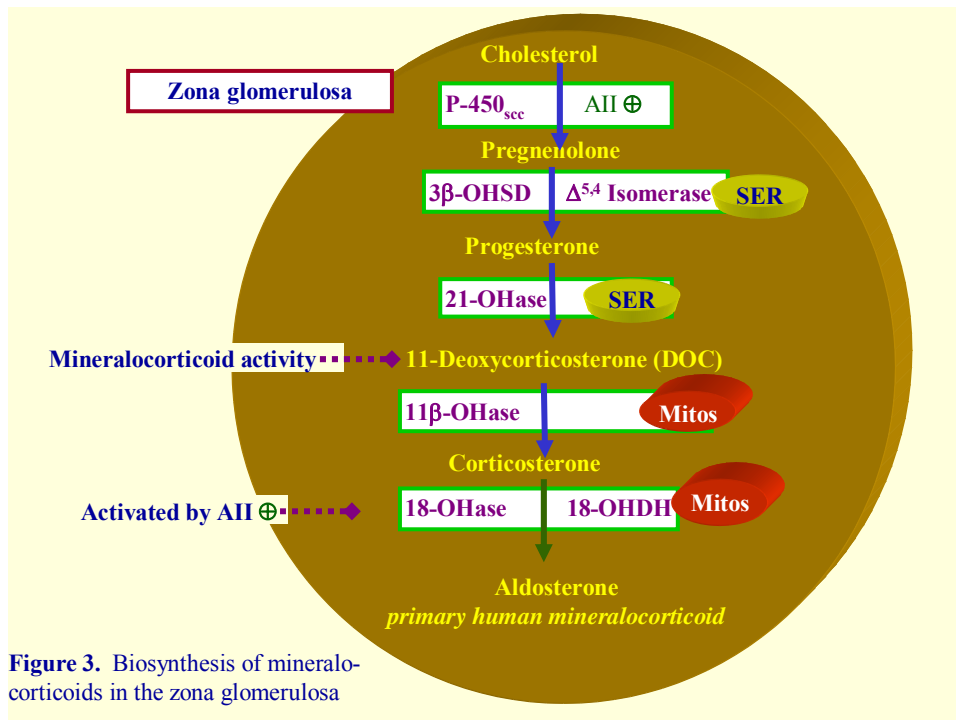 Cholesterol
Zona glomerulosa
P-450scc AII ⊕
Pregnenolone
3β-OHSD Δ5,4 Isomerase SER
Progesterone
21-OHase SER
Mineralocorticoid activity 11-Deoxycorticosterone (DOC)
11β-OHase Mitos
Corticosterone
Activated by AII ⊕ 18-OHase 18-OHDH Mitos
Aldosterone
primary human mineralocorticoid
Figure 3. Biosynthesis of mineralo-
corticoids in the zona glomerulosa